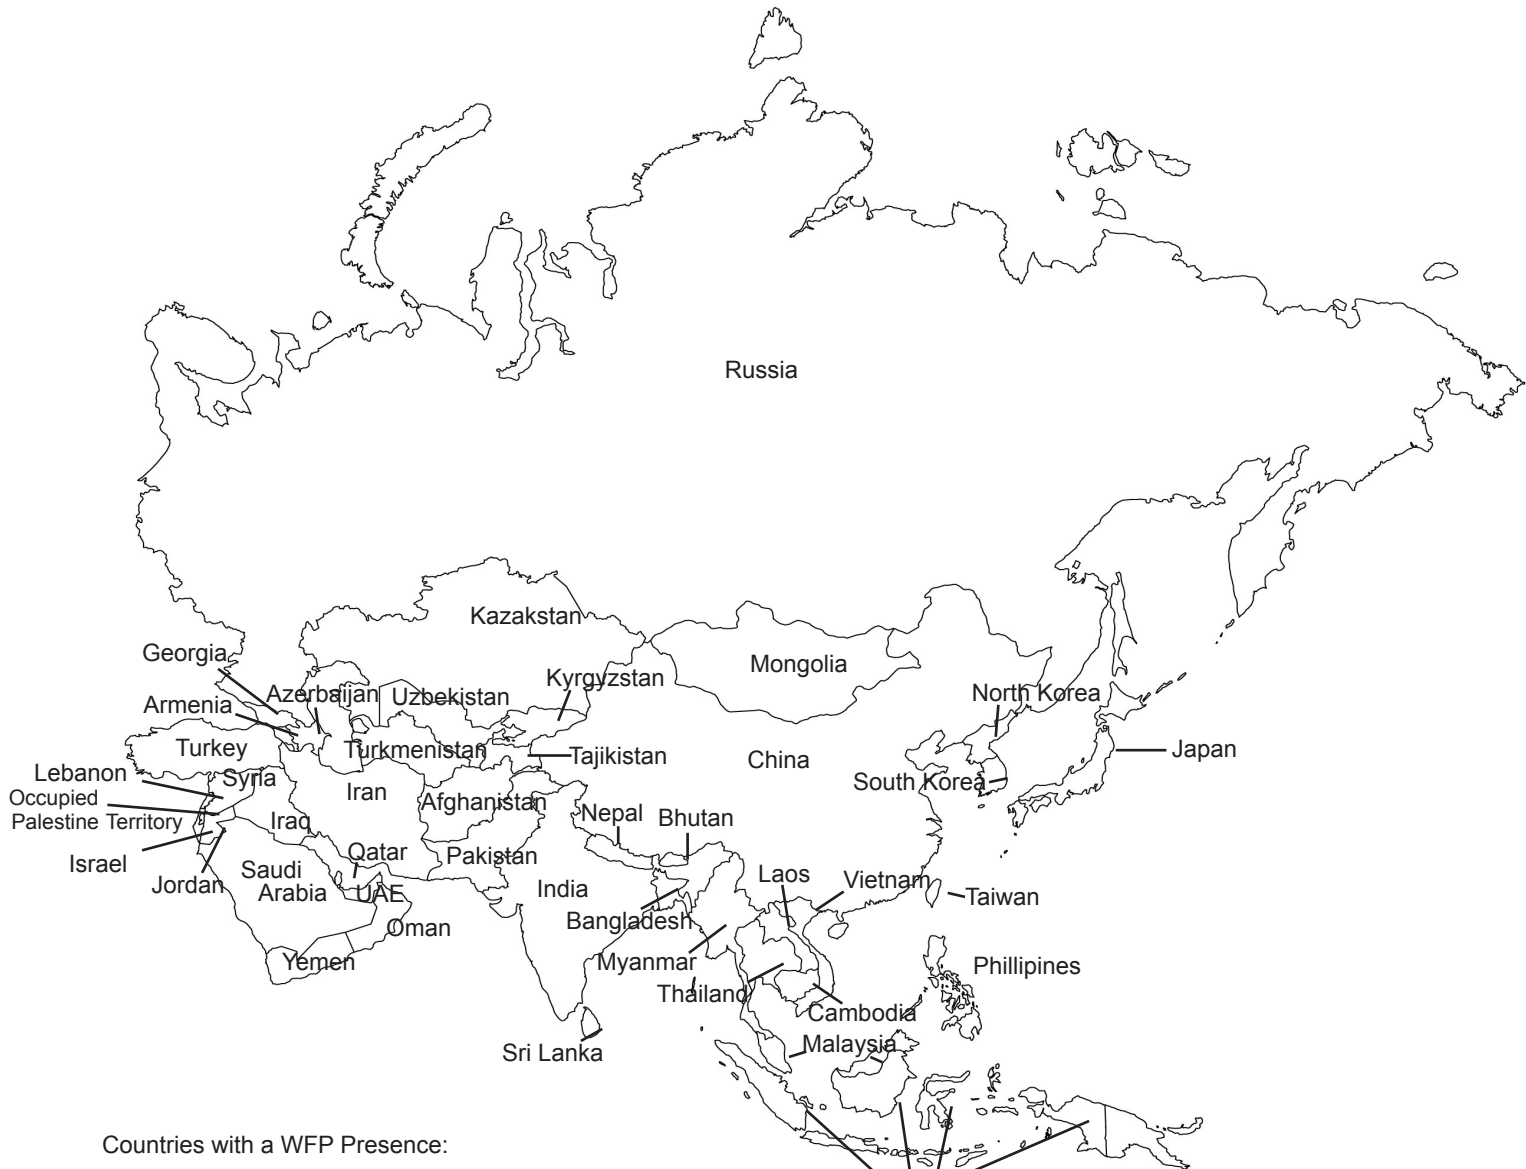 Russia
Kazakstan
Georgia
Mongolia
Kyrgyzstan
Azerbaijan
Uzbekistan
North Korea
Armenia
Turkey
Turkmenistan
Tajikistan
China
Japan
Lebanon
Syria
South Korea
Occupied
Palestine Territory
Iran
Afghanistan
Nepal
Bhutan
Iraq
Israel
Qatar
Pakistan
Saudi
Arabia
Jordan
UAE
India
Laos
Vietnam
Taiwan
Bangladesh
Oman
Yemen
Myanmar
Phillipines
Thailand
Cambodia
Malaysia
Sri Lanka
Countries with a WFP Presence: